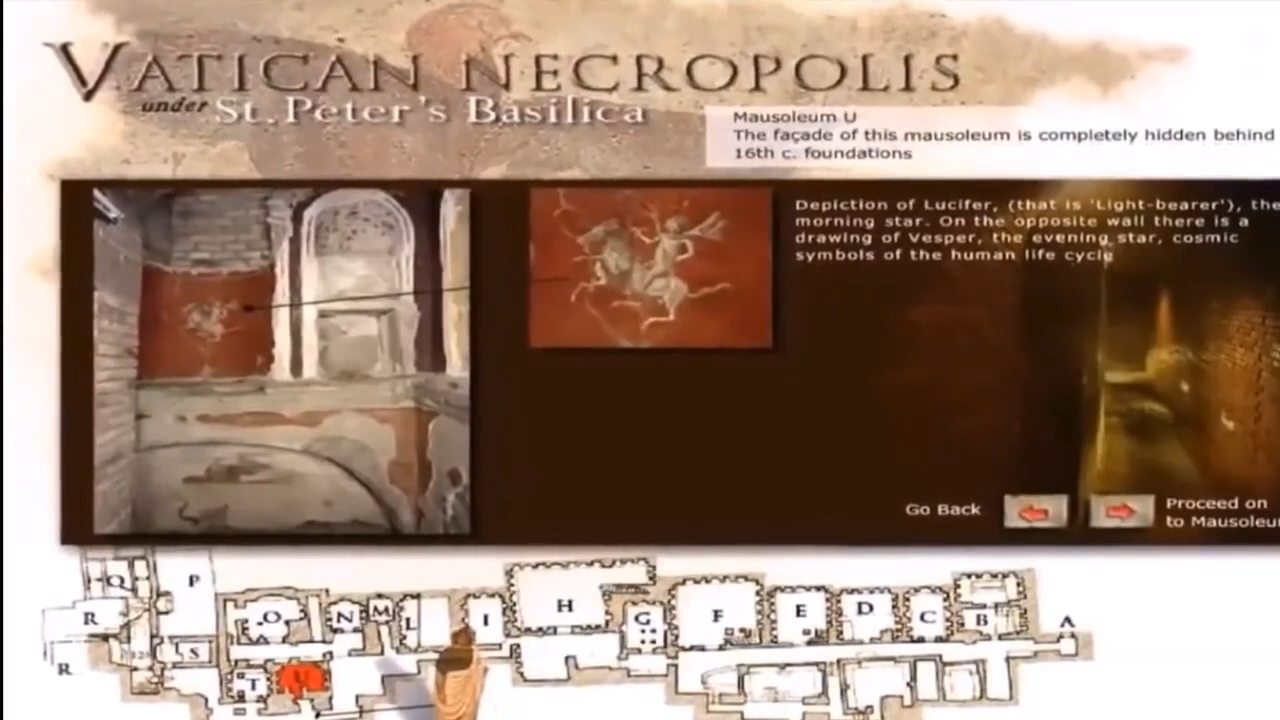 VATICAN NECROPOLIS
under St. Peter's Basilica
Mausoleum U
The façade of this mausoleum is completely hidden behind
16th c. foundations
Depiction of Lucifer, (that is 'Light-bearer'), the
morning star. On the opposite wall there is a
drawing of Vesper, the evening star, cosmic
symbols of the human life cycle
Go Back
Proceed on
to Mausoleu
Q P
R O N M L I H G F E D C B A
R S
T U